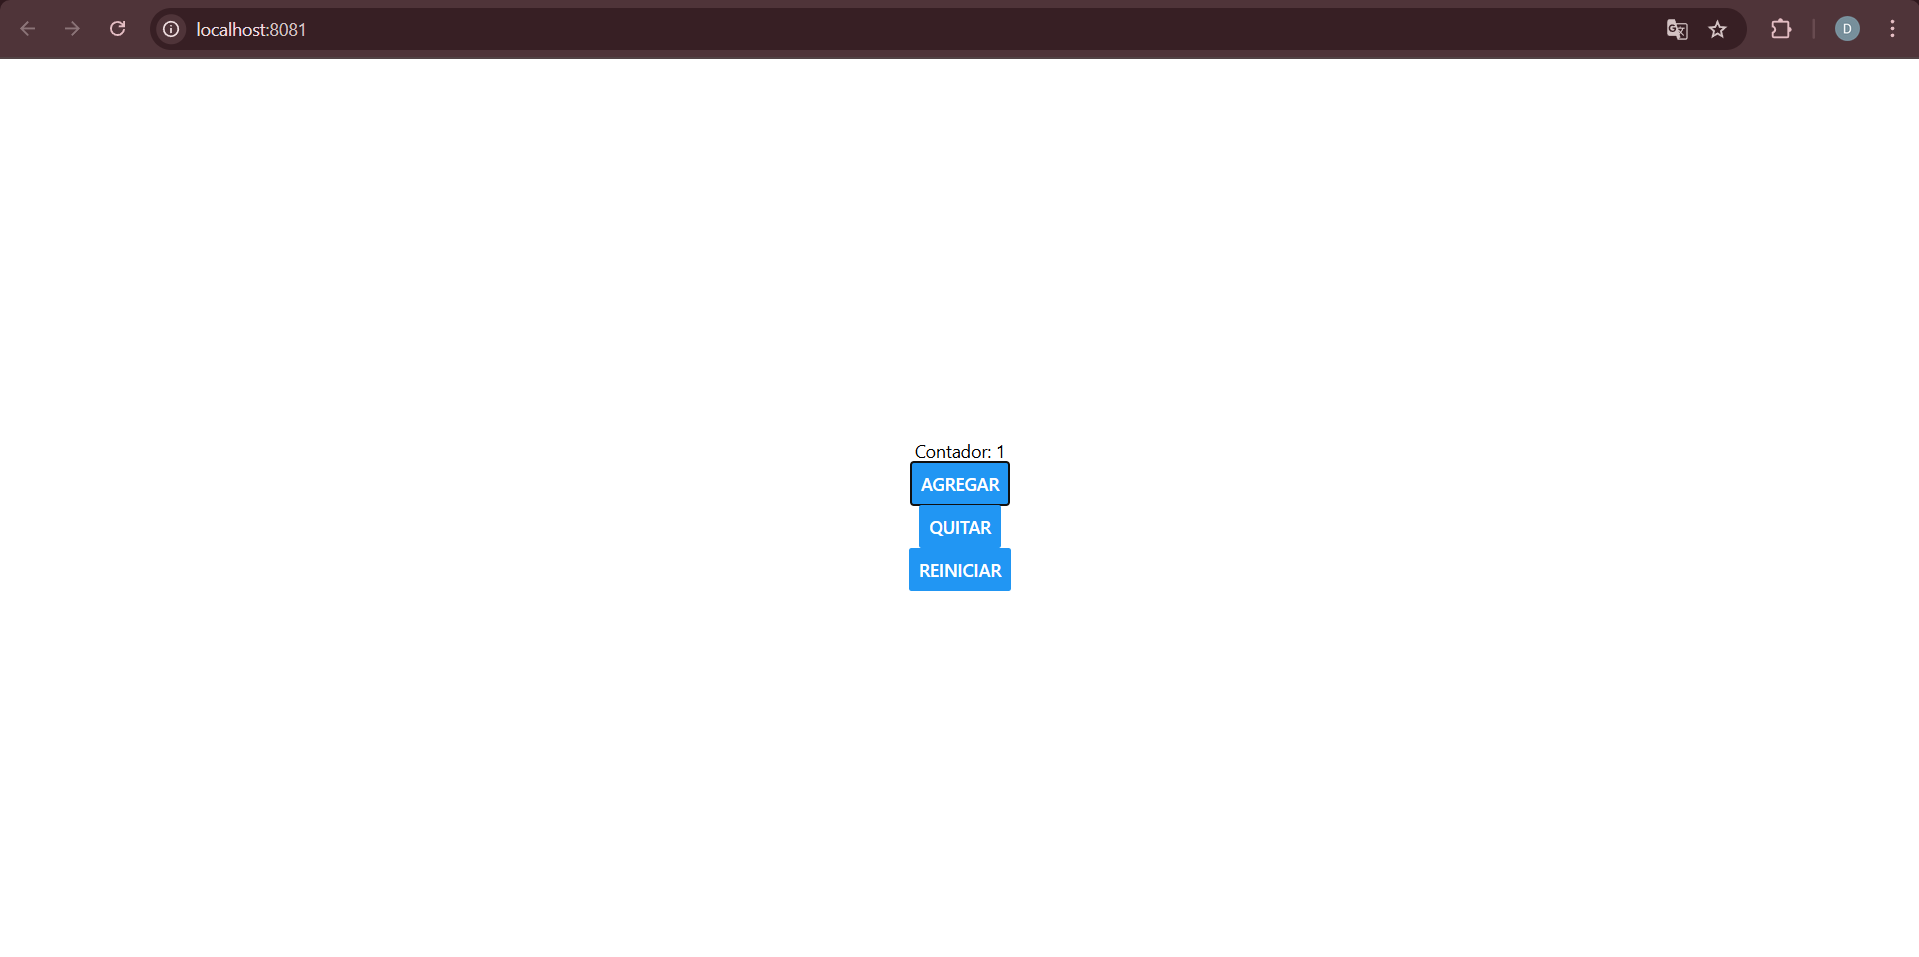 localhost:8081
D
Contador: 1
AGREGAR
QUITAR
REINICIAR